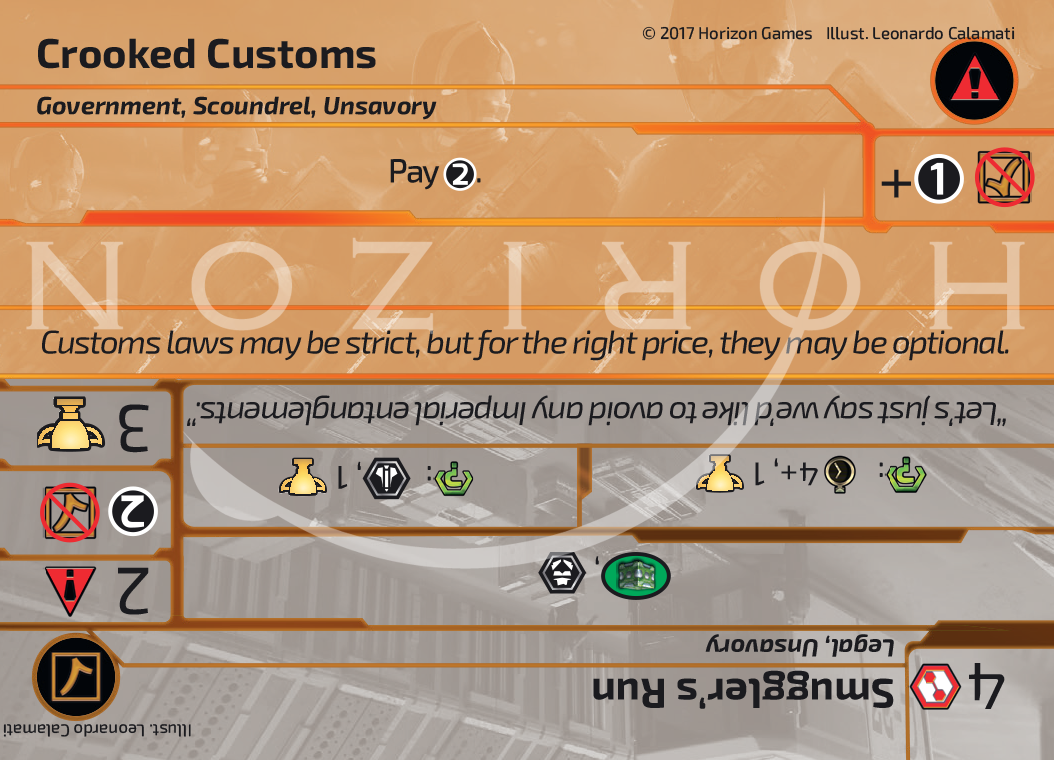 © 2017 Horizon Games Illust. Leonardo Calamati
Crooked Customs
Government, Scoundrel, Unsavory
Pay 2.
+1
HORIZON
Customs laws may be strict, but for the right price, they may be optional.
4
Smuggler's Run
Legal, Unsavory
Illust. Leonardo Calamati
,
2
: 4+, 1
: , 1
2
"Let's just say we'd like to avoid any Imperial entanglements."
3